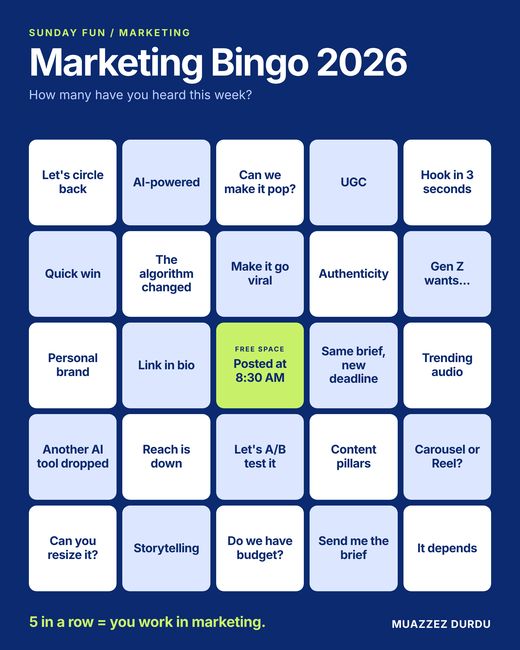 SUNDAY FUN / MARKETING
Marketing Bingo 2026
How many have you heard this week?
Let's circle
back
AI-powered
Can we
make it pop?
UGC
Hook in 3
seconds
Quick win
The
algorithm
changed
Make it go
viral
Authenticity
Gen Z
wants...
Personal
brand
Link in bio
FREE SPACE
Posted at
8:30 AM
Same brief,
new
deadline
Trending
audio
Another AI
tool dropped
Reach is
down
Let's A/B
test it
Content
pillars
Carousel or
Reel?
Can you
resize it?
Storytelling
Do we have
budget?
Send me the
brief
It depends
5 in a row = you work in marketing.
MUAZZEZ DURDU